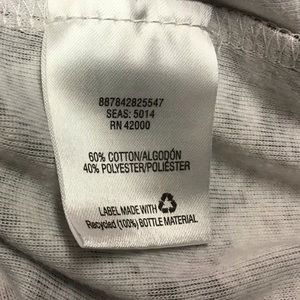 887842825547
SEAS: 5014
RN 42000
60% COTTON/ALGODÓN
40% POLYESTER/POLIÉSTER
LABEL MADE WITH
Recycled (100%) BOTTLE MATERIAL